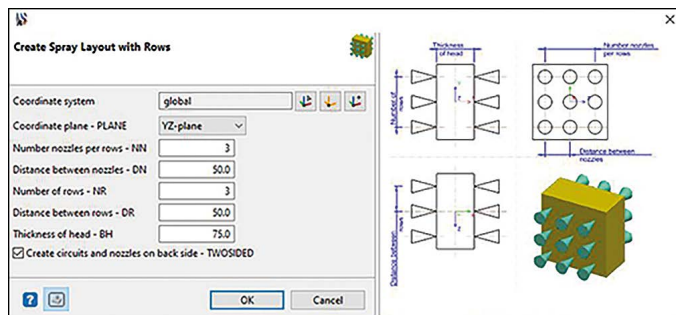 Create Spray Layout with Rows
Coordinate system global
Coordinate plane - PLANE YZ-plane
Number nozzles per rows - NN 3
Distance between nozzles - DN 50.0
Number of rows - NR 3
Distance between rows - DR 50.0
Thickness of head - BH 75.0
Create circuits and nozzles on back side - TWOSIDED
? OK Cancel
Thickness
of head
Number nozzles
per rows
Number of
rows
Distance between
nozzles
Distance between
rows